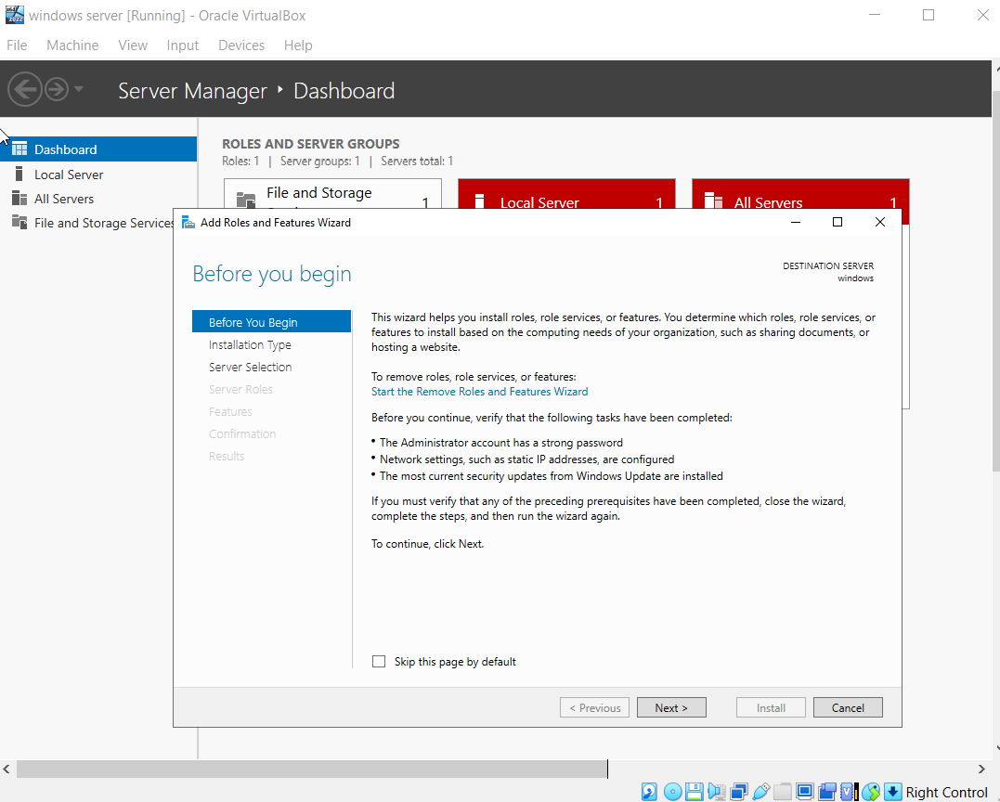 windows server [Running] - Oracle VirtualBox
File Machine View Input Devices Help
Server Manager ‣ Dashboard
Dashboard
Local Server
All Servers
File and Storage Services
ROLES AND SERVER GROUPS
Roles: 1 | Server groups: 1 | Servers total: 1
File and Storage 1
Local Server 1
All Servers 1
Add Roles and Features Wizard
Before you begin
DESTINATION SERVER
windows
Before You Begin
Installation Type
Server Selection
Server Roles
Features
Confirmation
Results
This wizard helps you install roles, role services, or features. You determine which roles, role services, or
features to install based on the computing needs of your organization, such as sharing documents, or
hosting a website.
To remove roles, role services, or features:
Start the Remove Roles and Features Wizard
Before you continue, verify that the following tasks have been completed:
• The Administrator account has a strong password
• Network settings, such as static IP addresses, are configured
• The most current security updates from Windows Update are installed
If you must verify that any of the preceding prerequisites have been completed, close the wizard,
complete the steps, and then run the wizard again.
To continue, click Next.
Skip this page by default
< Previous Next > Install Cancel
Right Control